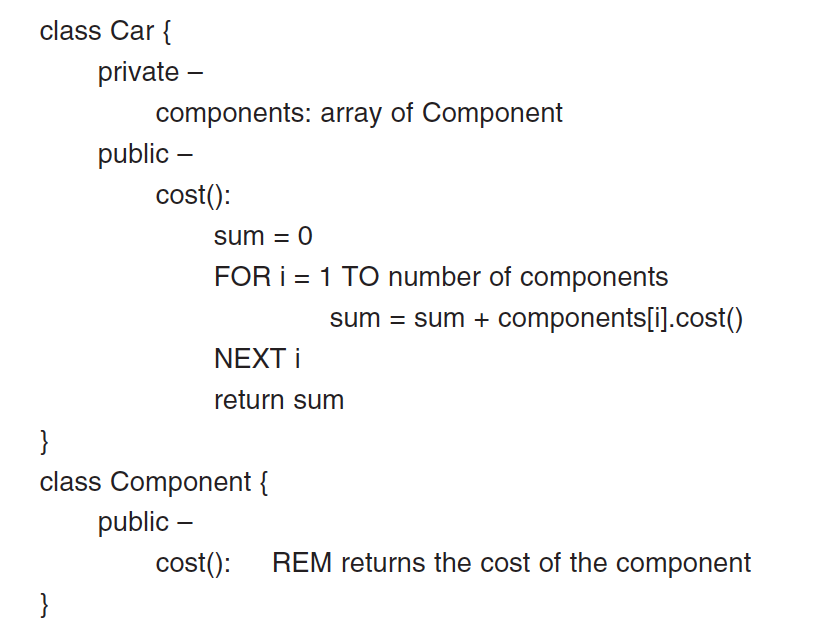 class Car {
private –
components: array of Component
public –
cost():
sum = 0
FOR i = 1 TO number of components
sum = sum + components[i].cost()
NEXT i
return sum
}
class Component {
public –
cost(): REM returns the cost of the component
}